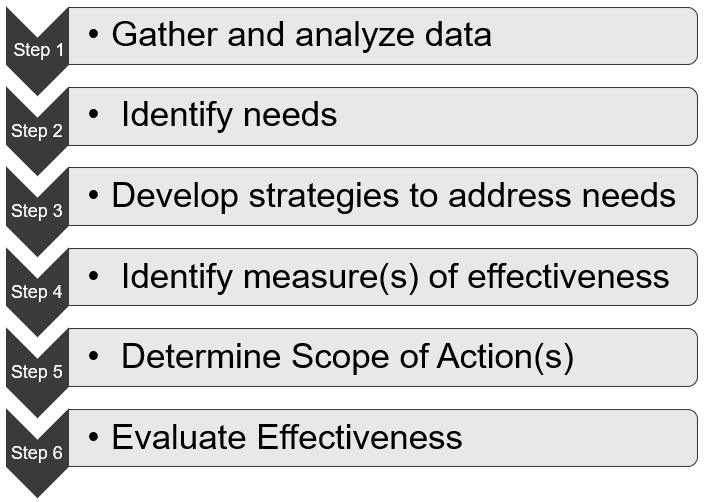 Step 1
• Gather and analyze data
Step 2
• Identify needs
Step 3
• Develop strategies to address needs
Step 4
• Identify measure(s) of effectiveness
Step 5
• Determine Scope of Action(s)
Step 6
• Evaluate Effectiveness